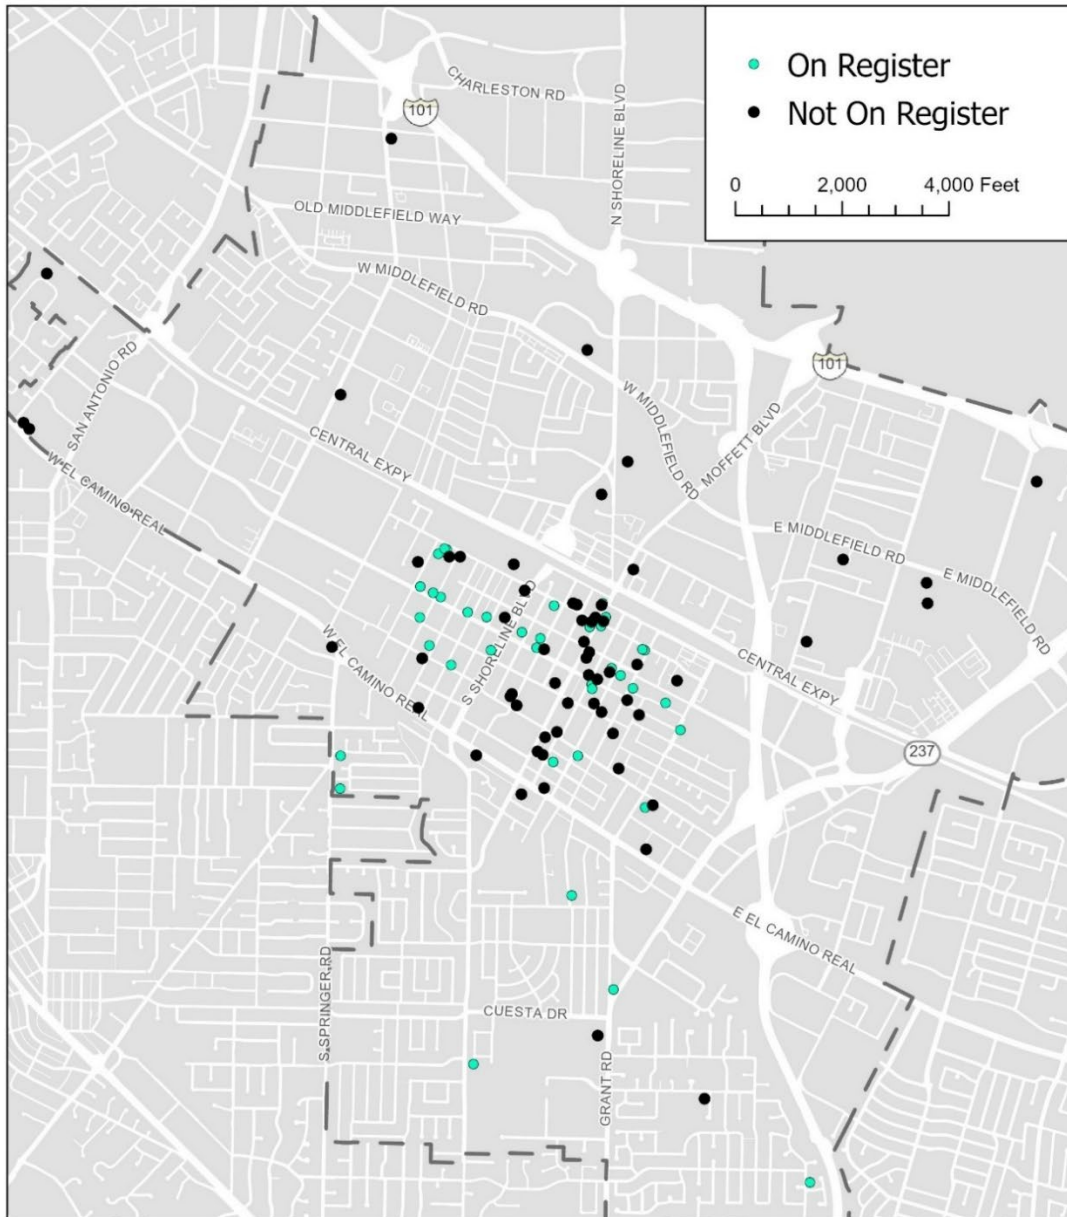 On Register
Not On Register
0 2,000 4,000 Feet
CHARLESTON RD
101
N SHORELINE BLVD
OLD MIDDLEFIELD WAY
W MIDDLEFIELD RD
SAN ANTONIO RD
101
W MIDDLEFIELD RD
MOFFETT BLVD
CENTRAL EXPY
W EL CAMINO REAL
E MIDDLEFIELD RD
E MIDDLEFIELD RD
S SHORELINE BLVD
W EL CAMINO REAL
CENTRAL EXPY
237
E EL CAMINO REAL
S SPRINGER RD
CUESTA DR
GRANT RD